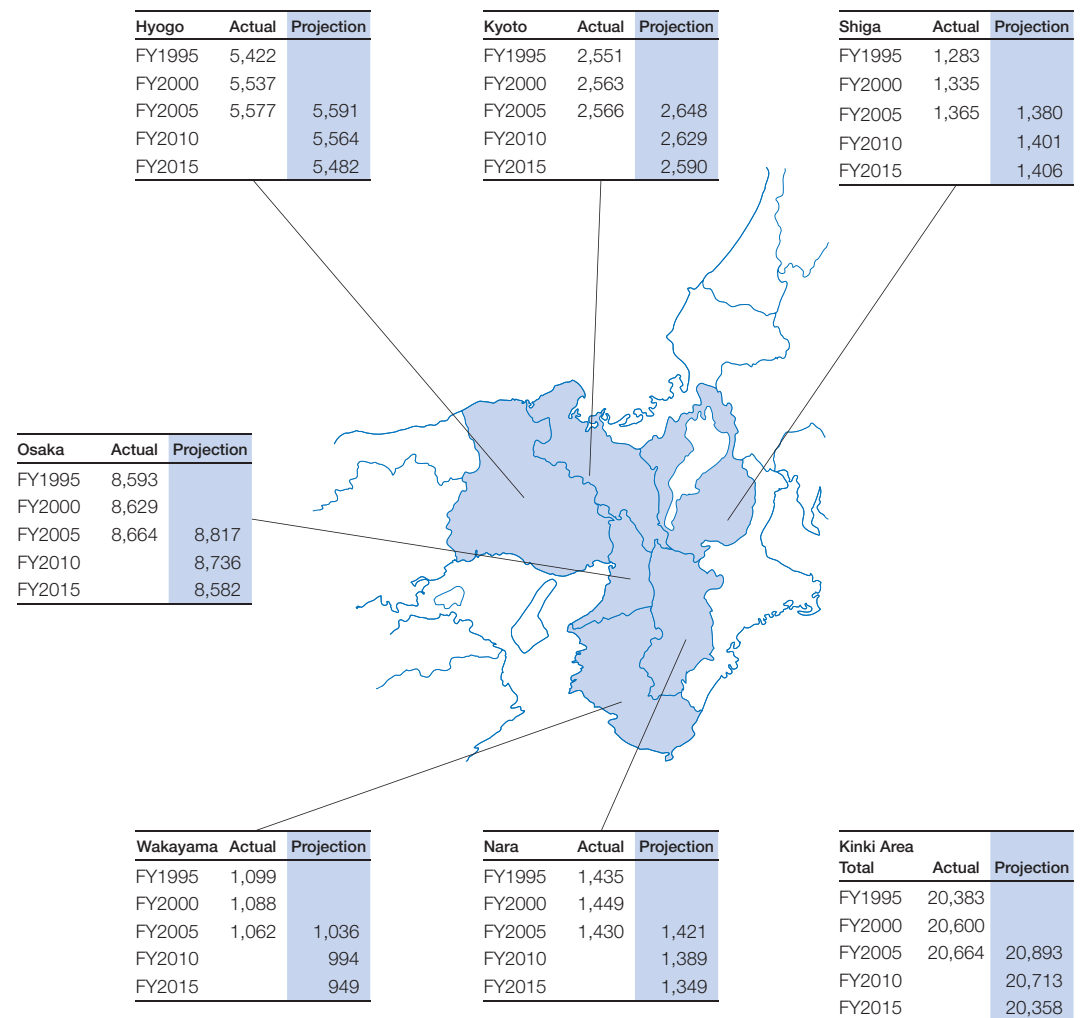 Hyogo Actual Projection
FY1995 5,422
FY2000 5,537
FY2005 5,577 5,591
FY2010 5,564
FY2015 5,482
Kyoto Actual Projection
FY1995 2,551
FY2000 2,563
FY2005 2,566 2,648
FY2010 2,629
FY2015 2,590
Shiga Actual Projection
FY1995 1,283
FY2000 1,335
FY2005 1,365 1,380
FY2010 1,401
FY2015 1,406
Osaka Actual Projection
FY1995 8,593
FY2000 8,629
FY2005 8,664 8,817
FY2010 8,736
FY2015 8,582
Wakayama Actual Projection
FY1995 1,099
FY2000 1,088
FY2005 1,062 1,036
FY2010 994
FY2015 949
Nara Actual Projection
FY1995 1,435
FY2000 1,449
FY2005 1,430 1,421
FY2010 1,389
FY2015 1,349
Kinki Area
Total Actual Projection
FY1995 20,383
FY2000 20,600
FY2005 20,664 20,893
FY2010 20,713
FY2015 20,358